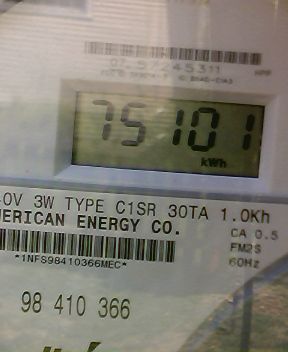 75101
kWh
0V 3W TYPE C1SR 30TA 1.0Kh
MERICAN ENERGY CO.
CA 0.5
FM2S
60Hz
*1NFS98410366MEC*
98 410 366